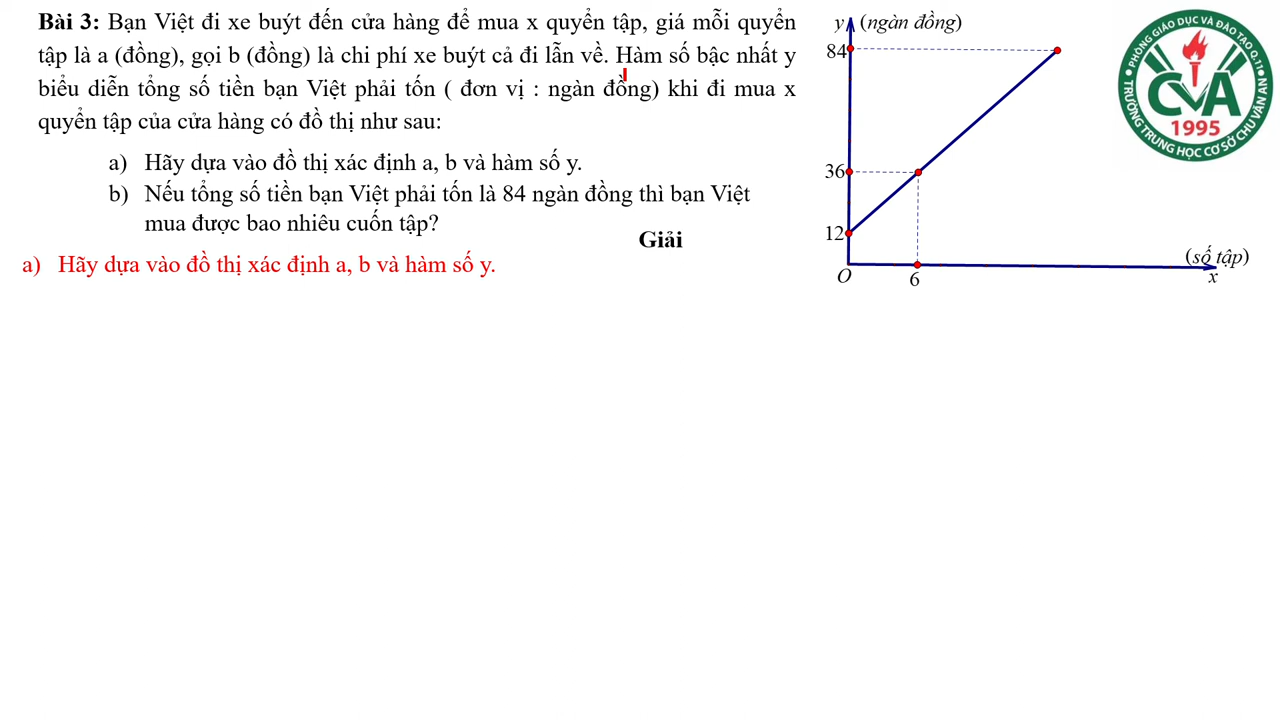 Bài 3: Bạn Việt đi xe buýt đến cửa hàng để mua x quyển tập, giá mỗi quyển
tập là a (đồng), gọi b (đồng) là chi phí xe buýt cả đi lẫn về. Hàm số bậc nhất y
biểu diễn tổng số tiền bạn Việt phải tốn ( đơn vị : ngàn đồng) khi đi mua x
quyển tập của cửa hàng có đồ thị như sau:
a) Hãy dựa vào đồ thị xác định a, b và hàm số y.
b) Nếu tổng số tiền bạn Việt phải tốn là 84 ngàn đồng thì bạn Việt
mua được bao nhiêu cuốn tập?
Giải
a) Hãy dựa vào đồ thị xác định a, b và hàm số y.
y (ngàn đồng)
84
36
12
(số tập)
O 6 x
PHÒNG GIÁO DỤC VÀ ĐÀO TẠO Q.11
CVA
1995
TRƯỜNG TRUNG HỌC CƠ SỞ CHU VĂN AN